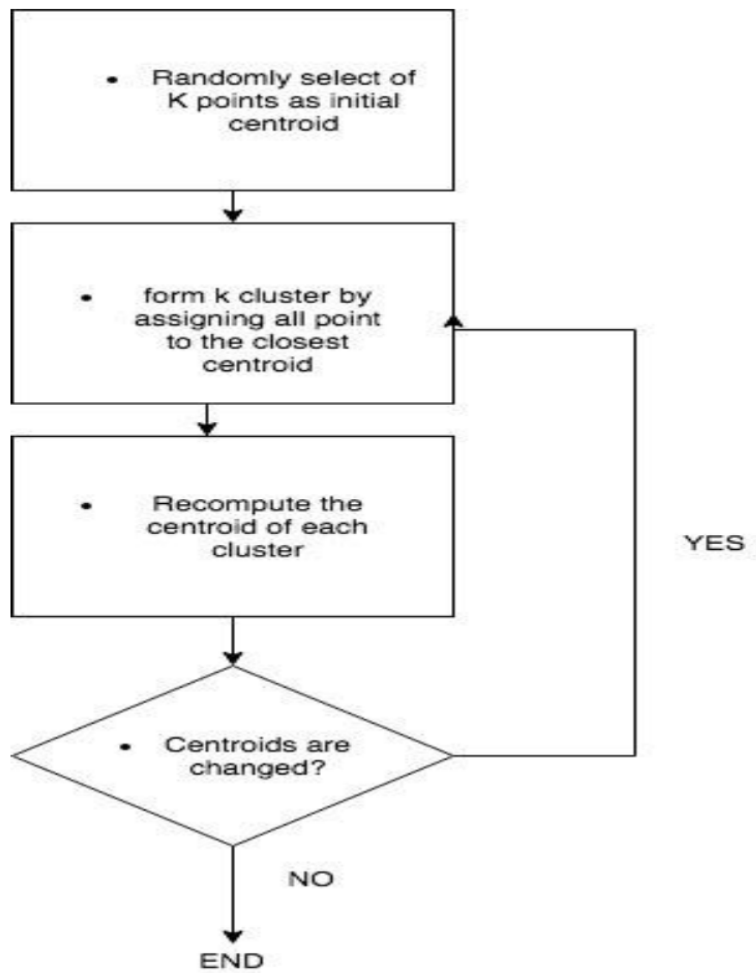 • Randomly select of
K points as initial
centroid
• form k cluster by
assigning all point
to the closest
centroid
• Recompute the
centroid of each
cluster
YES
• Centroids are
changed?
NO
END